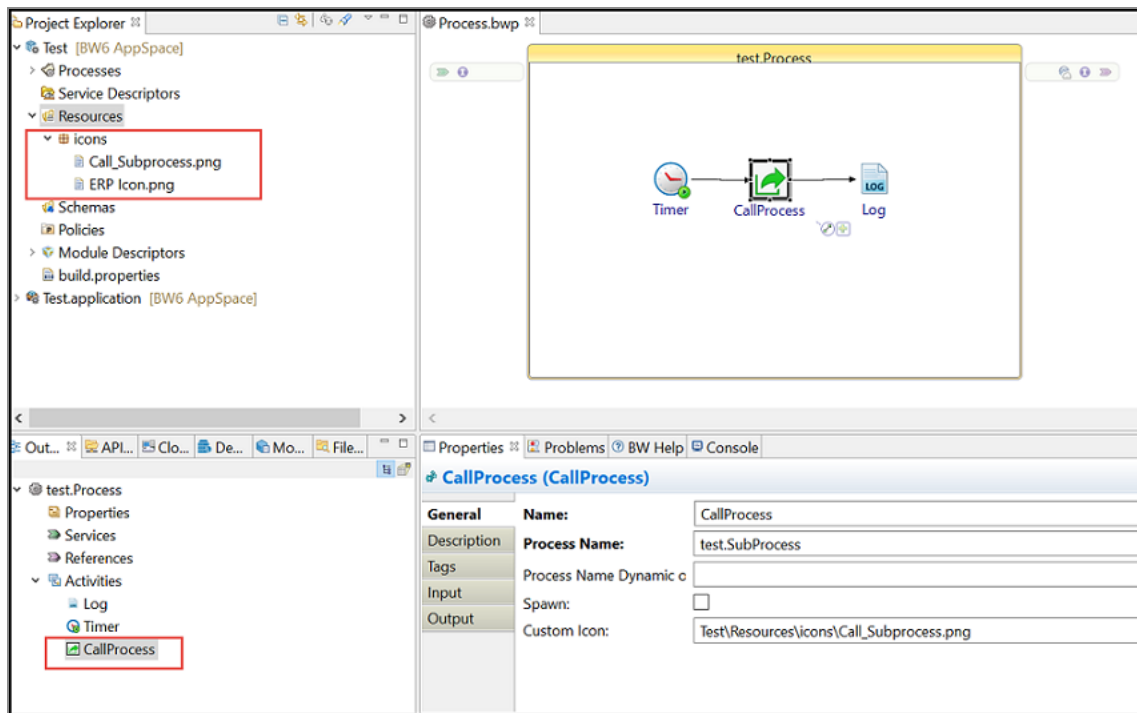 Project Explorer
Test [BW6 AppSpace]
Processes
Service Descriptors
Resources
icons
Call_Subprocess.png
ERP Icon.png
Schemas
Policies
Module Descriptors
build.properties
Test.application [BW6 AppSpace]
Process.bwp
test.Process
Timer
CallProcess
LOG
Log
Out...
API...
Clo...
De...
Mo...
File...
test.Process
Properties
Services
References
Activities
Log
Timer
CallProcess
Properties
Problems
BW Help
Console
CallProcess (CallProcess)
General
Description
Tags
Input
Output
Name: CallProcess
Process Name: test.SubProcess
Process Name Dynamic o
Spawn:
Custom Icon: Test\Resources\icons\Call_Subprocess.png